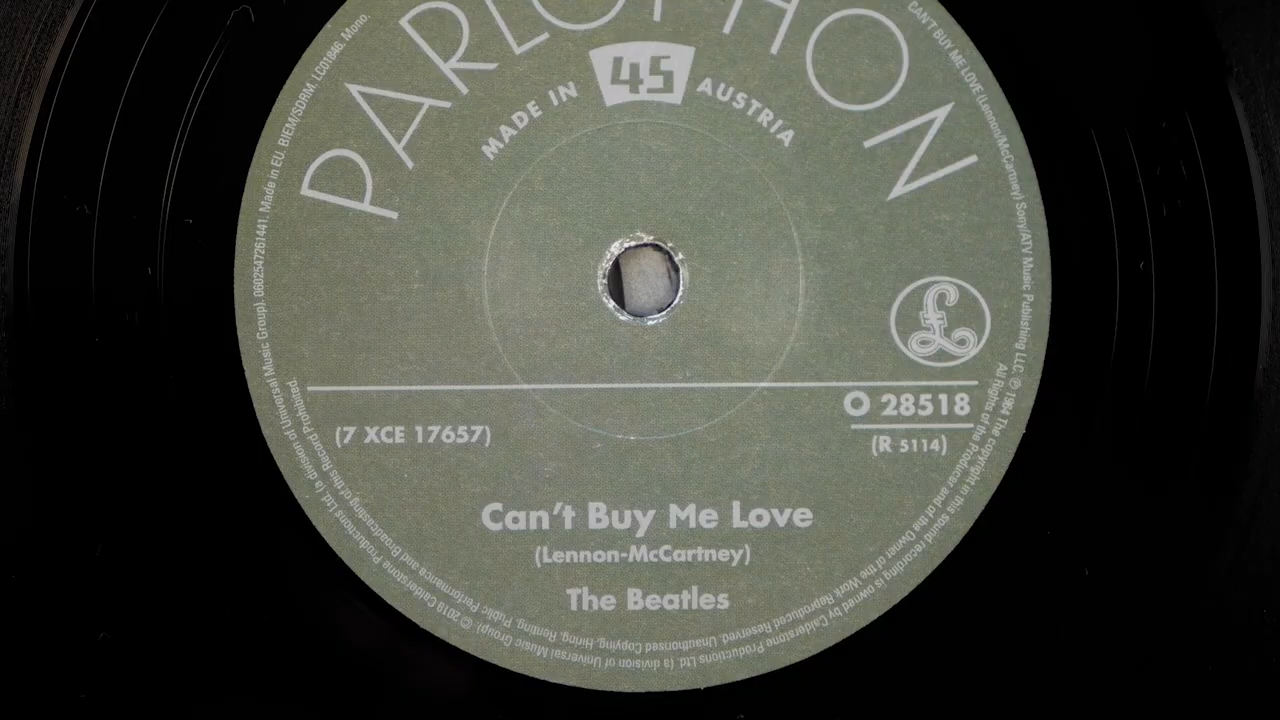 PARLOPHON
45
MADE IN AUSTRIA
£
O 28518
(R 5114)
(7 XCE 17657)
Can't Buy Me Love
(Lennon-McCartney)
The Beatles
CAN'T BUY ME LOVE (Lennon/McCartney) Sony/ATV Music Publishing LLC. ℗ 1964 The copyright in this sound recording is owned by Calderstone Productions Ltd. (a division of Universal Music Group). © 2019 Calderstone Productions Ltd. (a division of Universal Music Group). 0602547261441. Made in EU. BIEM/SDRM. LC01846. Mono.
All Rights of the Producer and of the Owner of the Work Reproduced Reserved. Unauthorised Copying, Hiring, Renting, Public Performance and Broadcasting of this Record Prohibited.